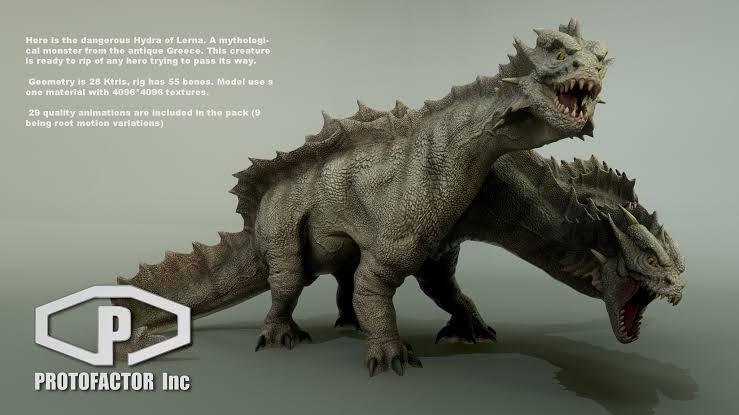 Here is the dangerous Hydra of Lerna. A mythologi-
cal monster from the antique Greece. This creature
is ready to rip of any hero trying to pass its way.
Geometry is 28 Ktris, rig has 55 bones. Model use s
one material with 4096*4096 textures.
29 quality animations are included in the pack (9
being root motion variations)
P
PROTOFACTOR Inc